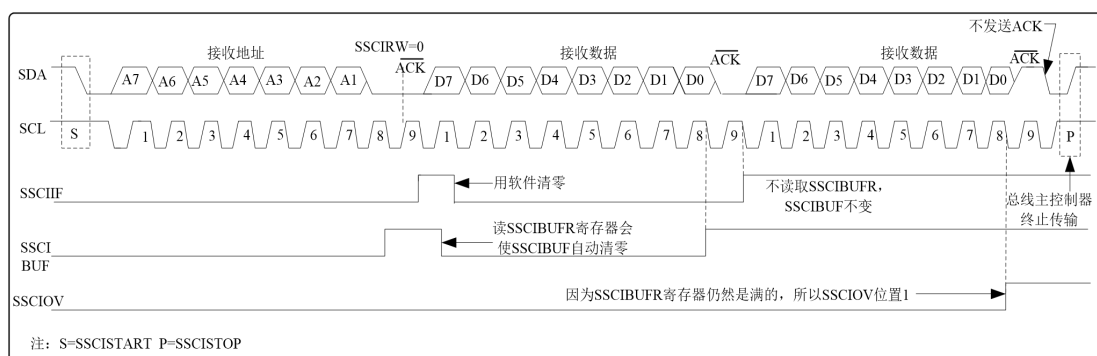 不发送ACK
接收地址 SSCIRW=0 接收数据 接收数据
SDA A7 A6 A5 A4 A3 A2 A1 ACK D7 D6 D5 D4 D3 D2 D1 D0 ACK D7 D6 D5 D4 D3 D2 D1 D0 ACK
SCL S 1 2 3 4 5 6 7 8 9 1 2 3 4 5 6 7 8 9 1 2 3 4 5 6 7 8 9 P
SSCIIF 用软件清零
不读取SSCIBUFR,
SSCIBUF不变
总线主控制器
终止传输
SSCI
BUF
读SSCIBUFR寄存器会
使SSCIBUF自动清零
SSCIOV 因为SSCIBUFR寄存器仍然是满的，所以SSCIOV位置1
注：S=SSCISTART P=SSCISTOP